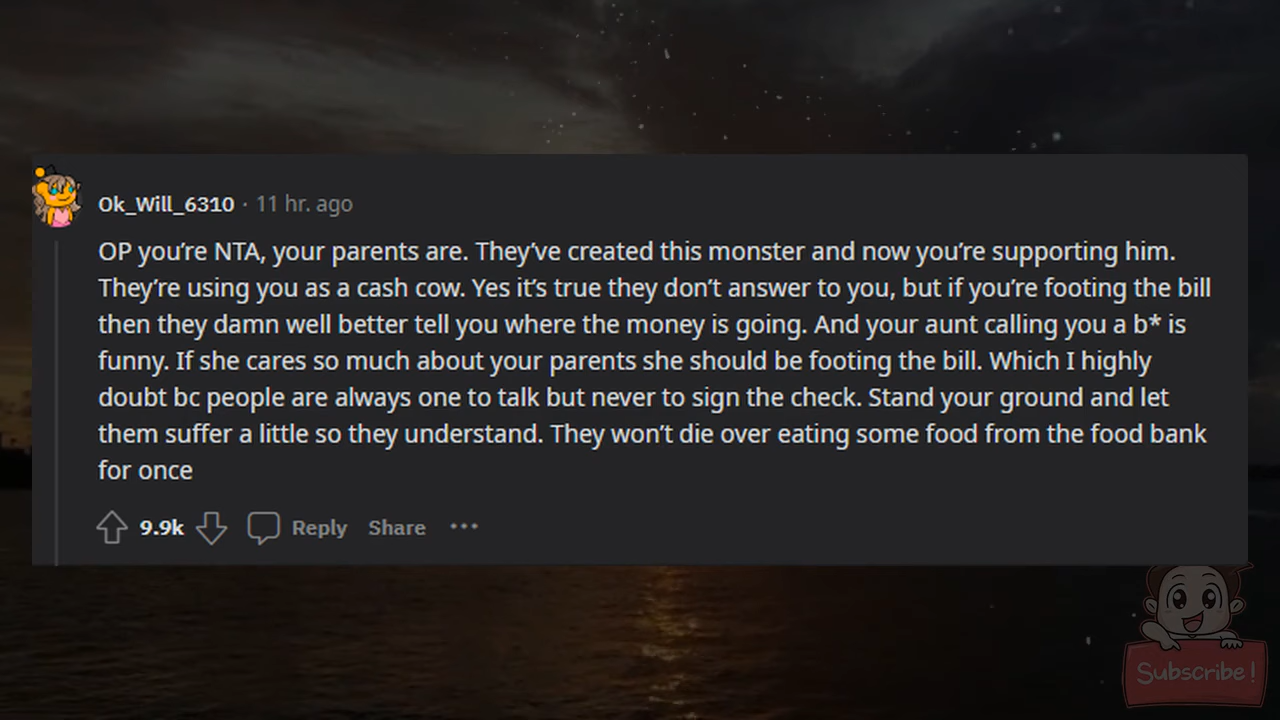 Ok_Will_6310 · 11 hr. ago
OP you’re NTA, your parents are. They’ve created this monster and now you’re supporting him.
They’re using you as a cash cow. Yes it’s true they don’t answer to you, but if you’re footing the bill
then they damn well better tell you where the money is going. And your aunt calling you a b* is
funny. If she cares so much about your parents she should be footing the bill. Which I highly
doubt bc people are always one to talk but never to sign the check. Stand your ground and let
them suffer a little so they understand. They won’t die over eating some food from the food bank
for once
9.9k Reply Share ···
Subscribe!